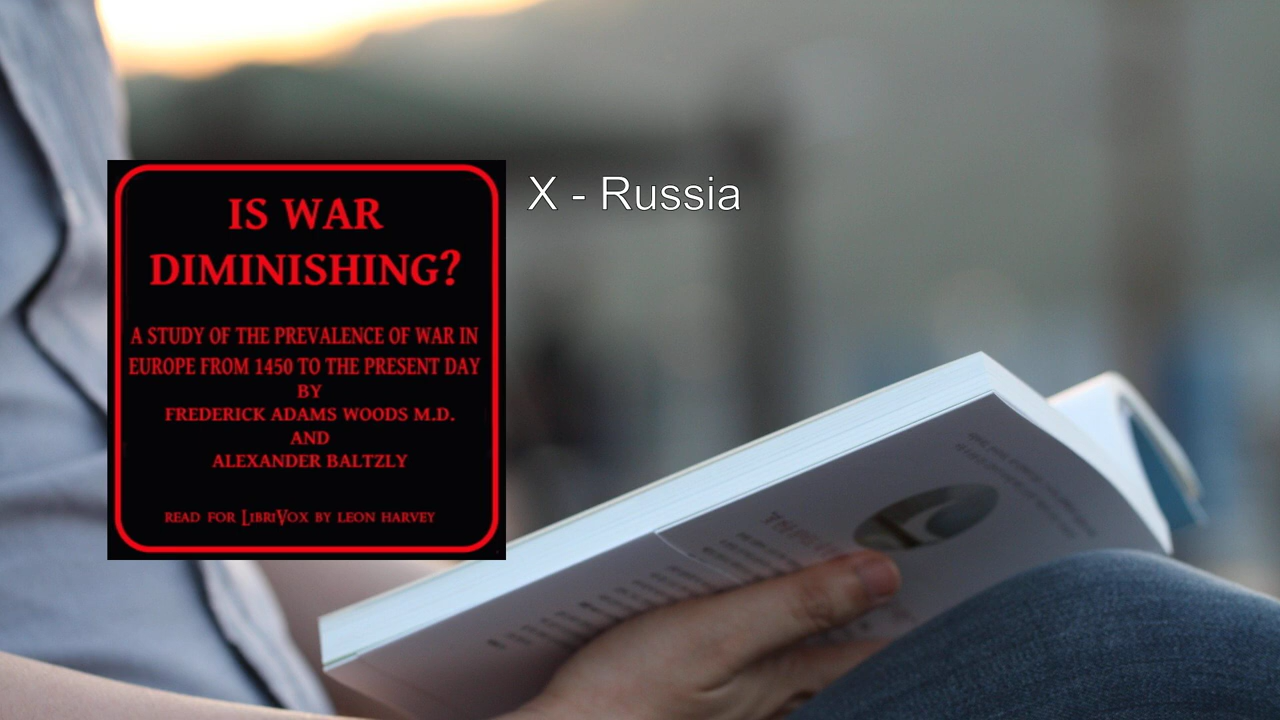 IS WAR
DIMINISHING?
A STUDY OF THE PREVALENCE OF WAR IN
EUROPE FROM 1450 TO THE PRESENT DAY
BY
FREDERICK ADAMS WOODS M.D.
AND
ALEXANDER BALTZLY
READ FOR LIBRIVOX BY LEON HARVEY
X - Russia